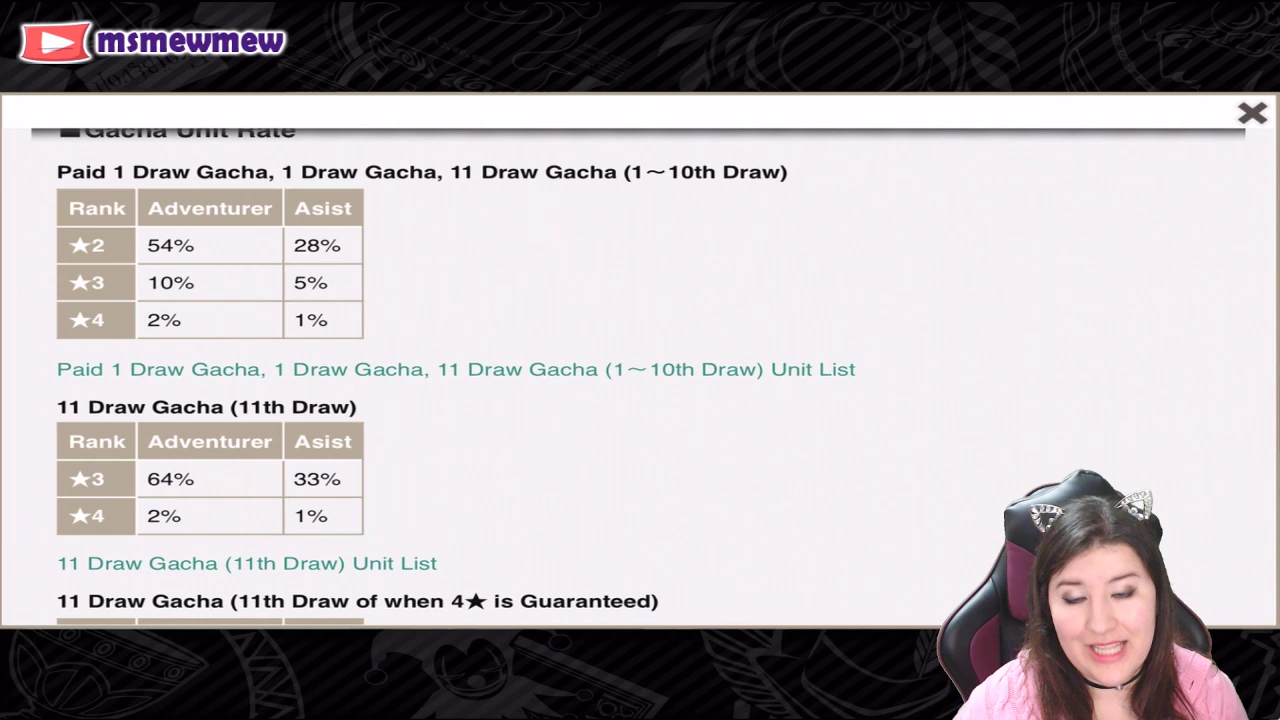 msmewmew
Gacha Unit Rate
Paid 1 Draw Gacha, 1 Draw Gacha, 11 Draw Gacha (1～10th Draw)
Rank Adventurer Asist
★2 54% 28%
★3 10% 5%
★4 2% 1%
Paid 1 Draw Gacha, 1 Draw Gacha, 11 Draw Gacha (1～10th Draw) Unit List
11 Draw Gacha (11th Draw)
Rank Adventurer Asist
★3 64% 33%
★4 2% 1%
11 Draw Gacha (11th Draw) Unit List
11 Draw Gacha (11th Draw of when 4★ is Guaranteed)